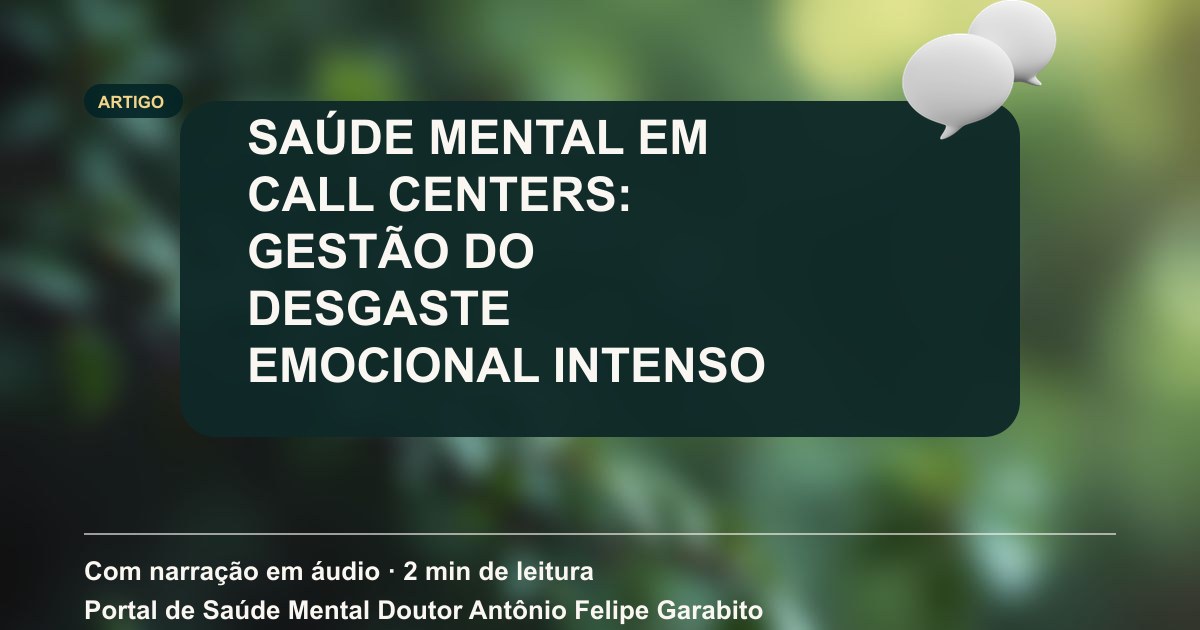 ARTIGO
SAÚDE MENTAL EM
CALL CENTERS:
GESTÃO DO
DESGASTE
EMOCIONAL INTENSO
Com narração em áudio · 2 min de leitura
Portal de Saúde Mental Doutor Antônio Felipe Garabito